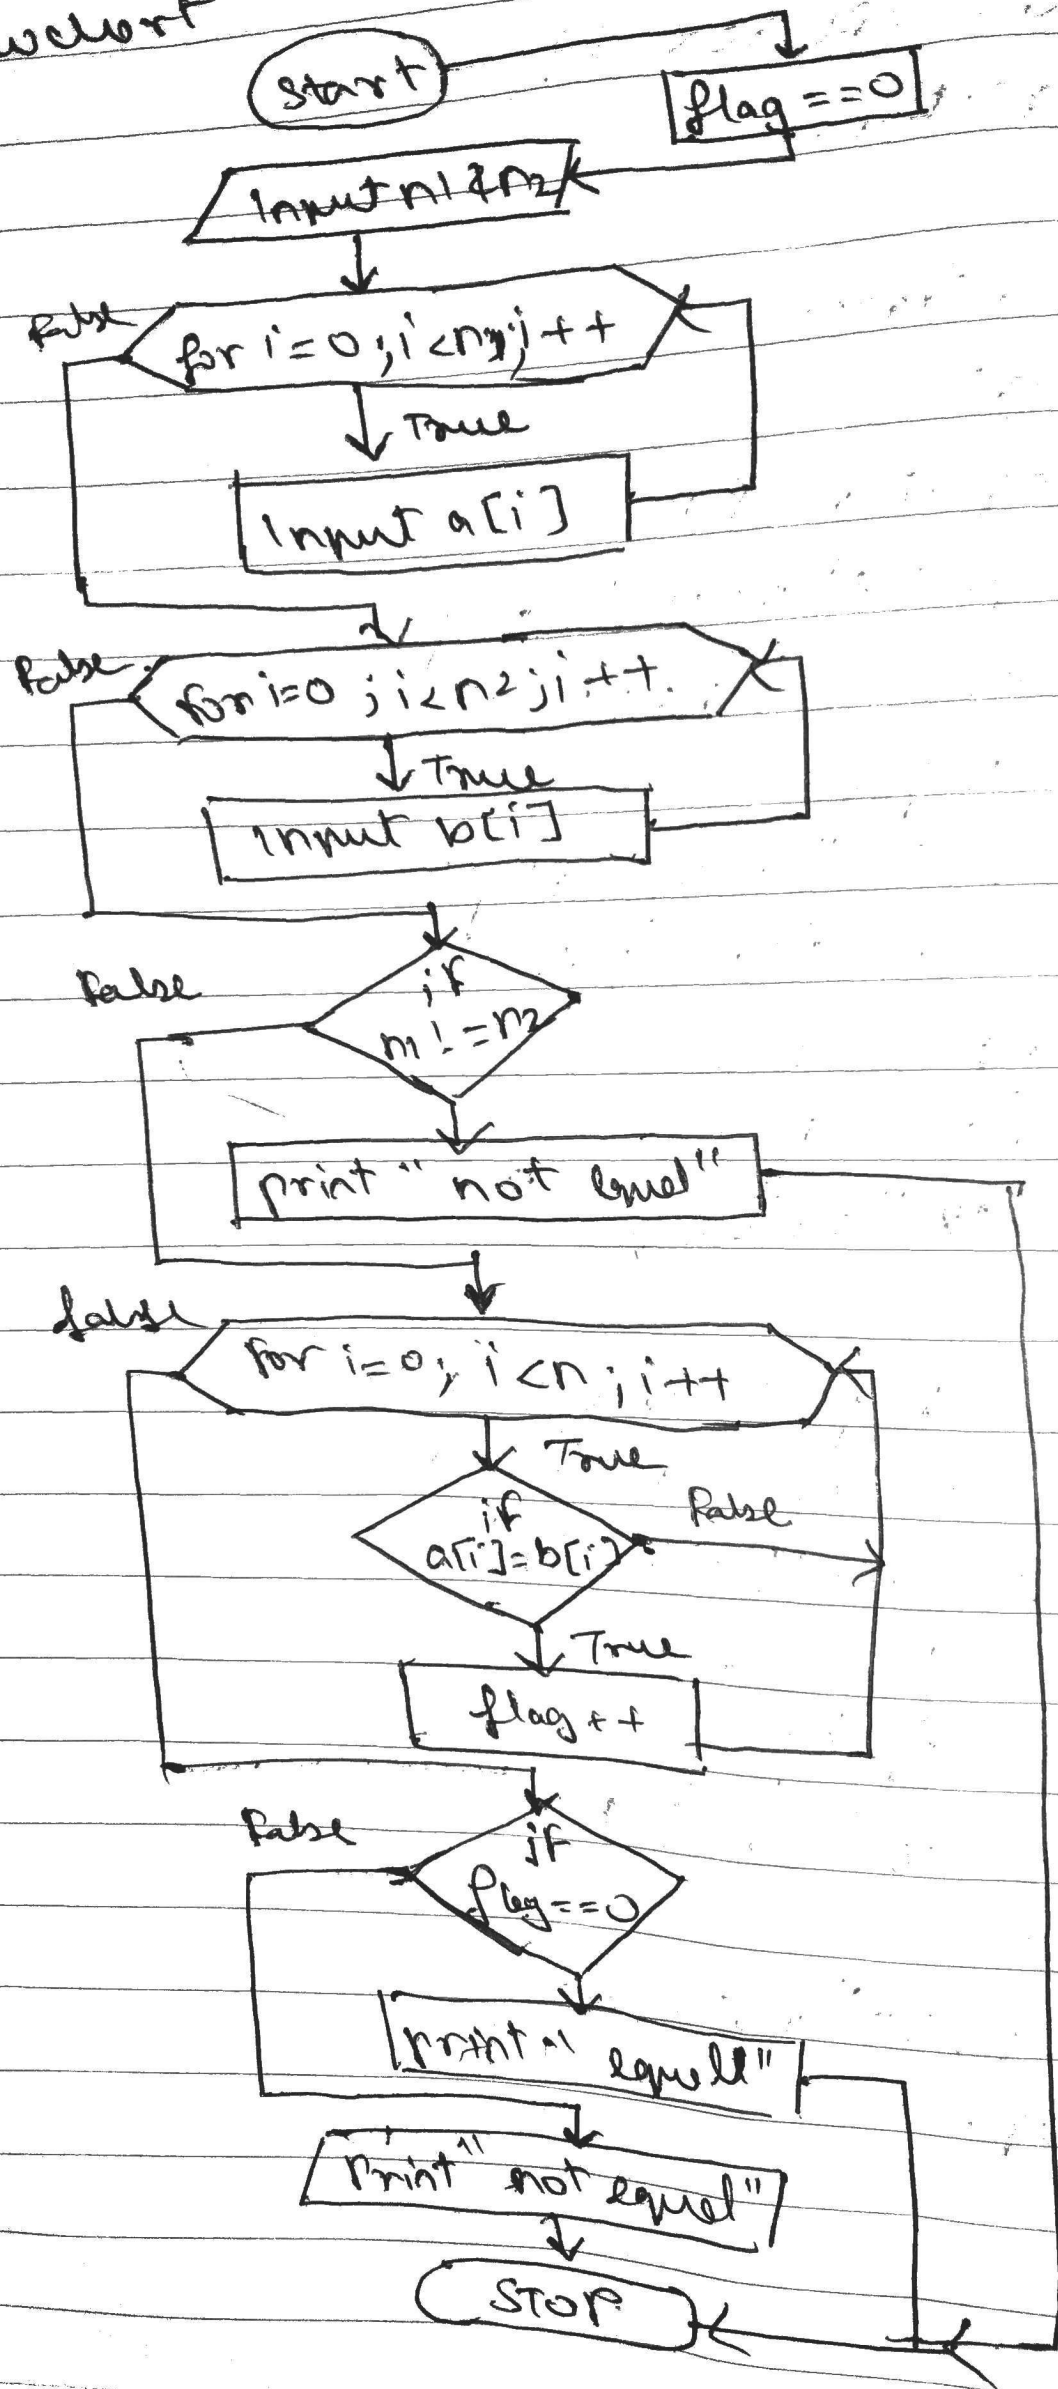 Start
flag ==0
Input n1 & n2
False
for i=0; i<n1; i++
True
Input a[i]
False
for i=0; i<n2; i++
True
Input b[i]
False
if
n1 != n2
print "not equal"
false
for i=0; i<n; i++
True
if
a[i]=b[i]
False
True
flag++
False
if
flag==0
print " equall"
Print "not equal"
STOP